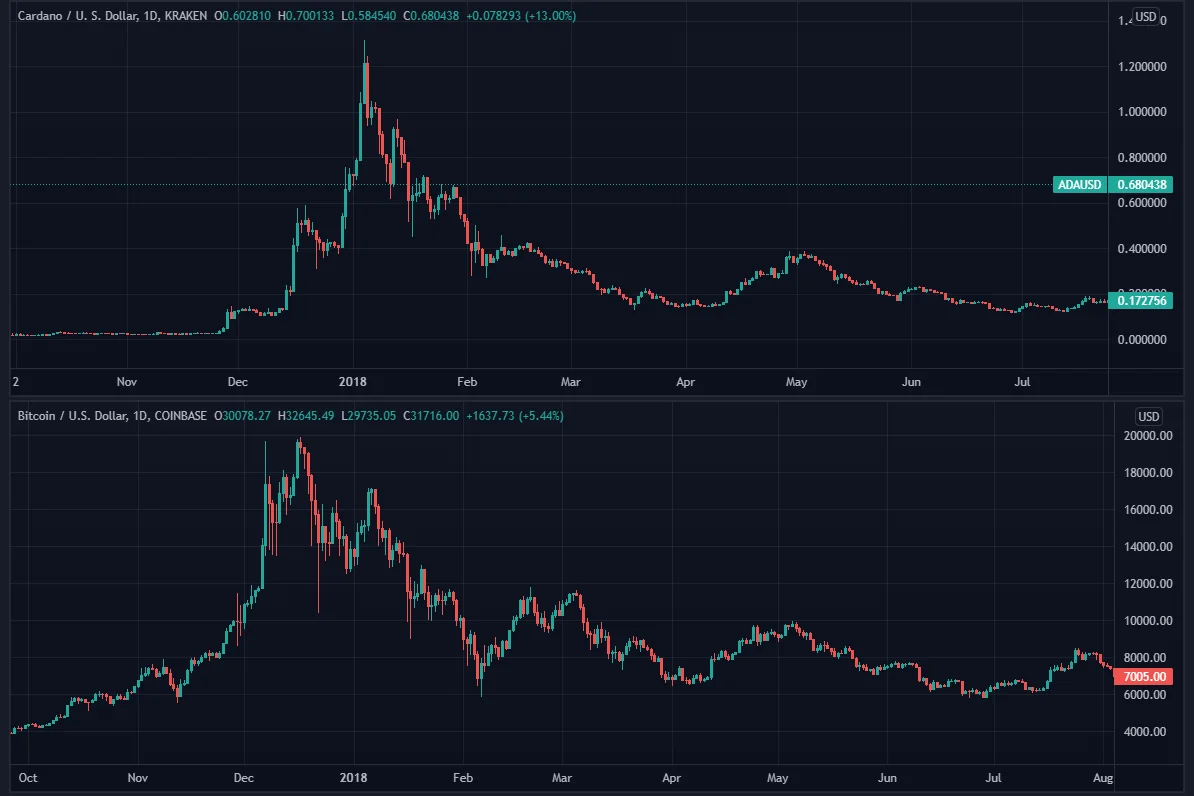 Cardano / U. S. Dollar, 1D, KRAKEN O0.602810 H0.700133 L0.584540 C0.680438 +0.078293 (+13.00%)
USD
1.200000
1.000000
0.800000
ADAUSD 0.680438
0.600000
0.400000
0.200000
0.172756
0.000000
2 Nov Dec 2018 Feb Mar Apr May Jun Jul
Bitcoin / U.S. Dollar, 1D, COINBASE O30078.27 H32645.49 L29735.05 C31716.00 +1637.73 (+5.44%)
USD
20000.00
18000.00
16000.00
14000.00
12000.00
10000.00
8000.00
7005.00
6000.00
4000.00
Oct Nov Dec 2018 Feb Mar Apr May Jun Jul Aug